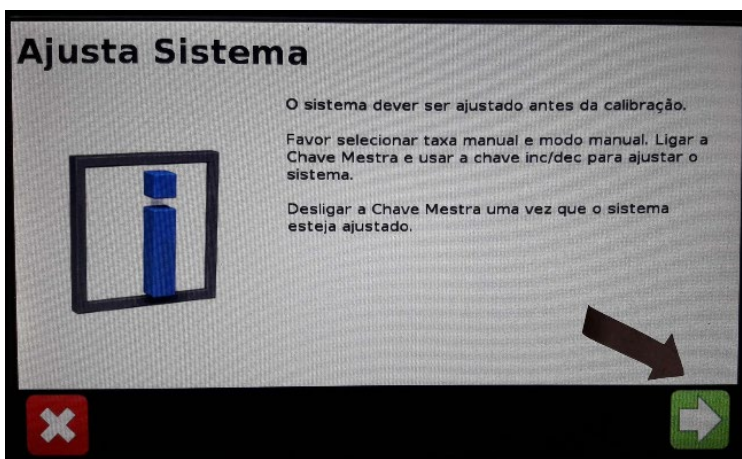 Ajusta Sistema
O sistema dever ser ajustado antes da calibração.
Favor selecionar taxa manual e modo manual. Ligar a
Chave Mestra e usar a chave inc/dec para ajustar o
sistema.
Desligar a Chave Mestra uma vez que o sistema
esteja ajustado.